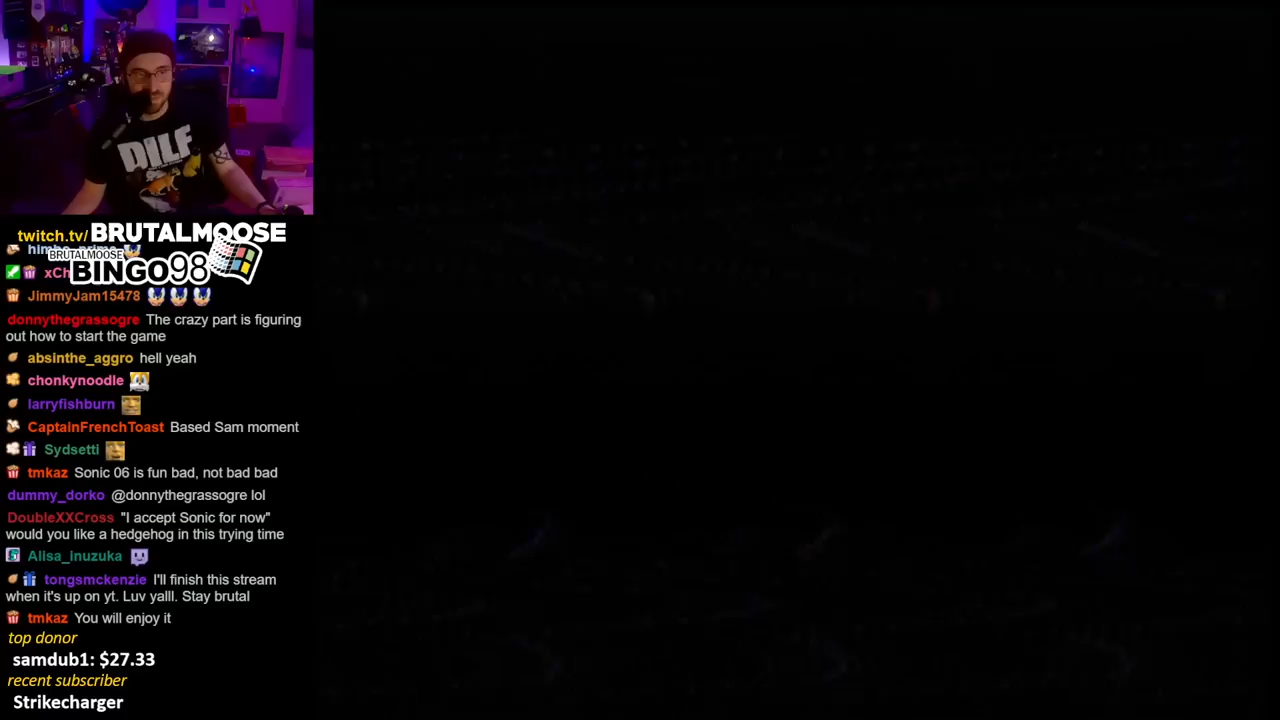 DILF
twitch.tv/BRUTALMOOSE
BRUTALMOOSE
BINGO98
xCh
JimmyJam15478
donnythegrassogre The crazy part is figuring
out how to start the game
absinthe_aggro hell yeah
chonkynoodle
larryfishburn
CaptainFrenchToast Based Sam moment
Sydsetti
tmkaz Sonic 06 is fun bad, not bad bad
dummy_dorko @donnythegrassogre lol
DoubleXXCross "I accept Sonic for now"
would you like a hedgehog in this trying time
Alisa_Inuzuka
tongsmckenzie I'll finish this stream
when it's up on yt. Luv yalll. Stay brutal
tmkaz You will enjoy it
top donor
samdub1: $27.33
recent subscriber
Strikecharger